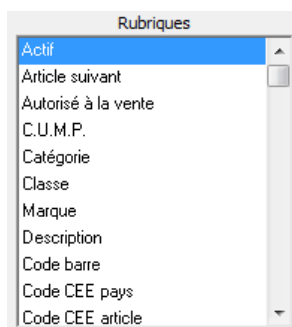 Rubriques
Actif
Article suivant
Autorisé à la vente
C.U.M.P.
Catégorie
Classe
Marque
Description
Code barre
Code CEE pays
Code CEE article